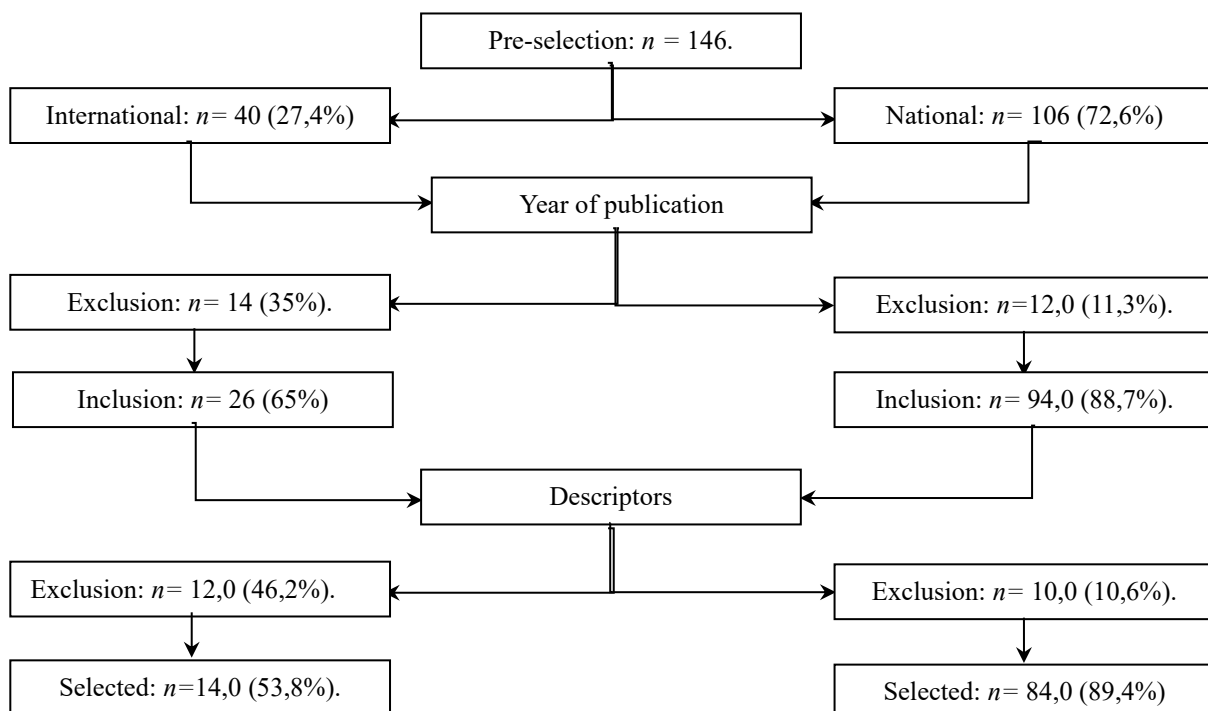 Pre-selection: n = 146.
International: n= 40 (27,4%)
National: n= 106 (72,6%)
Year of publication
Exclusion: n= 14 (35%).
Exclusion: n=12,0 (11,3%).
Inclusion: n= 26 (65%)
Inclusion: n= 94,0 (88,7%).
Descriptors
Exclusion: n= 12,0 (46,2%).
Exclusion: n= 10,0 (10,6%).
Selected: n=14,0 (53,8%).
Selected: n= 84,0 (89,4%)